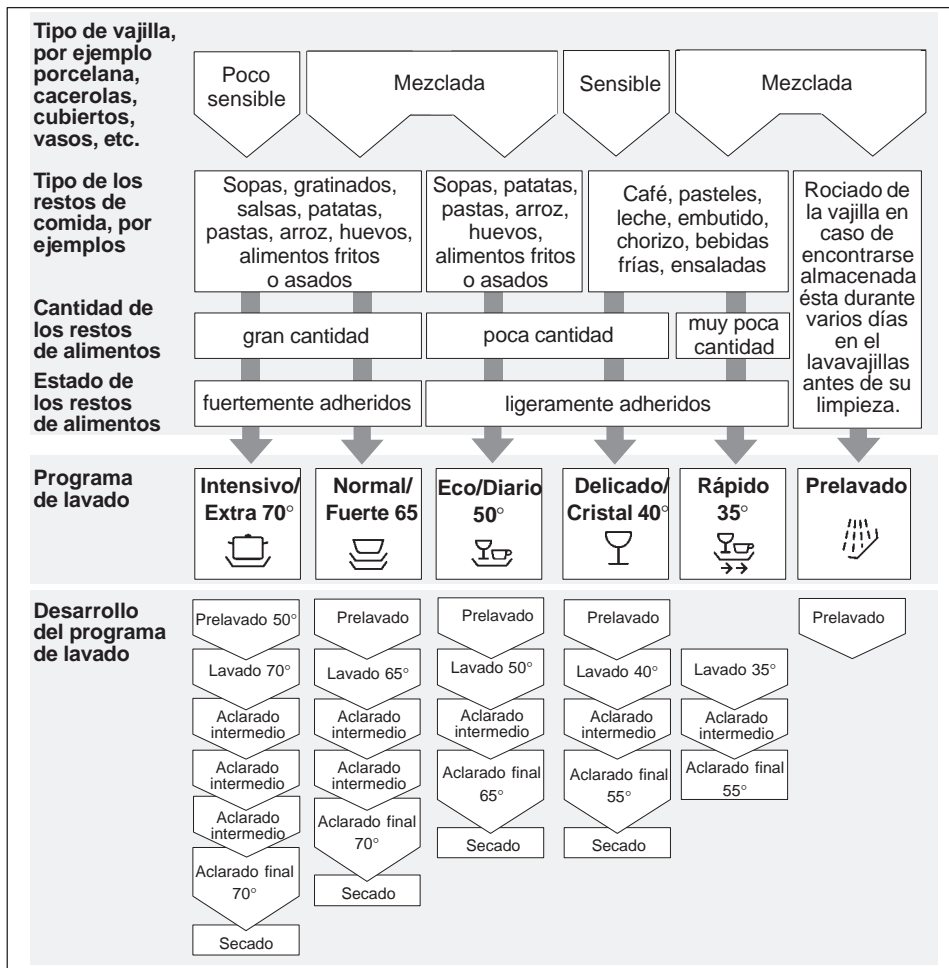 Tipo de vajilla,
por ejemplo
porcelana,
cacerolas,
cubiertos,
vasos, etc.
Poco
sensible
Mezclada
Sensible
Mezclada
Tipo de los
restos de
comida, por
ejemplos
Sopas, gratinados,
salsas, patatas,
pastas, arroz, huevos,
alimentos fritos
o asados
Sopas, patatas,
pastas, arroz,
huevos,
alimentos fritos
o asados
Café, pasteles,
leche, embutido,
chorizo, bebidas
frías, ensaladas
Rociado de
la vajilla en
caso de
encontrarse
almacenada
ésta durante
varios días
en el
lavavajillas
antes de su
limpieza.
Cantidad de
los restos
de alimentos
gran cantidad
poca cantidad
muy poca
cantidad
Estado de
los restos
de alimentos
fuertemente adheridos
ligeramente adheridos
Programa
de lavado
Intensivo/
Extra 70°
Normal/
Fuerte 65
Eco/Diario
50°
Delicado/
Cristal 40°
Rápido
35°
Prelavado
Desarrollo
del programa
de lavado
Prelavado 50°
Lavado 70°
Aclarado
intermedio
Aclarado
intermedio
Aclarado
intermedio
Aclarado final
70°
Secado
Prelavado
Lavado 65°
Aclarado
intermedio
Aclarado
intermedio
Aclarado final
70°
Secado
Prelavado
Lavado 50°
Aclarado
intermedio
Aclarado final
65°
Secado
Prelavado
Lavado 40°
Aclarado
intermedio
Aclarado final
55°
Secado
Lavado 35°
Aclarado
intermedio
Aclarado final
55°
Prelavado